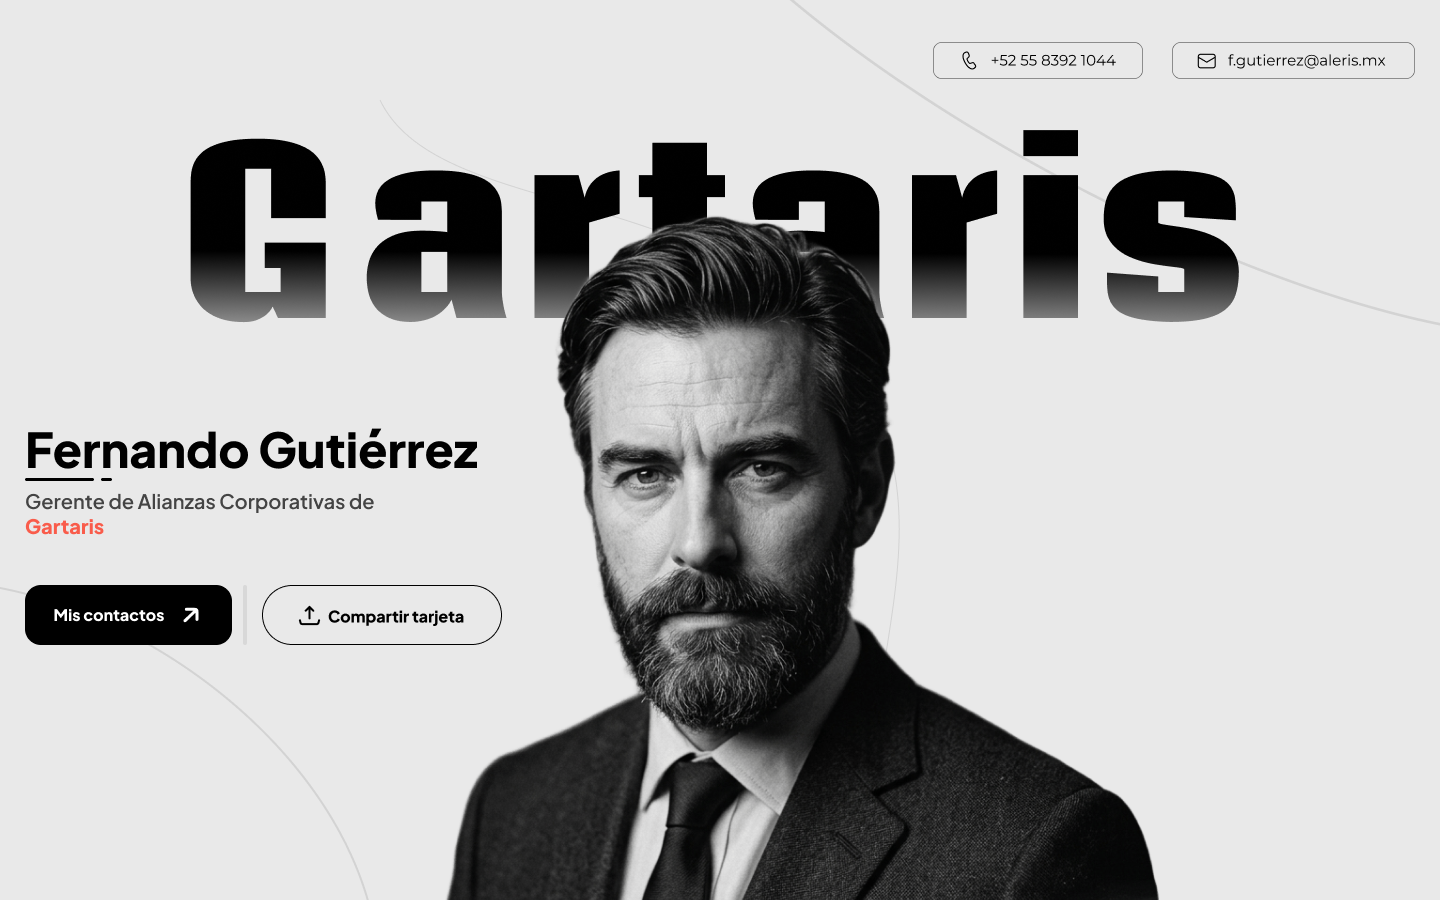 +52 55 8392 1044
f.gutierrez@aleris.mx
Gartaris
Fernando Gutiérrez
Gerente de Alianzas Corporativas de
Gartaris
Mis contactos
Compartir tarjeta